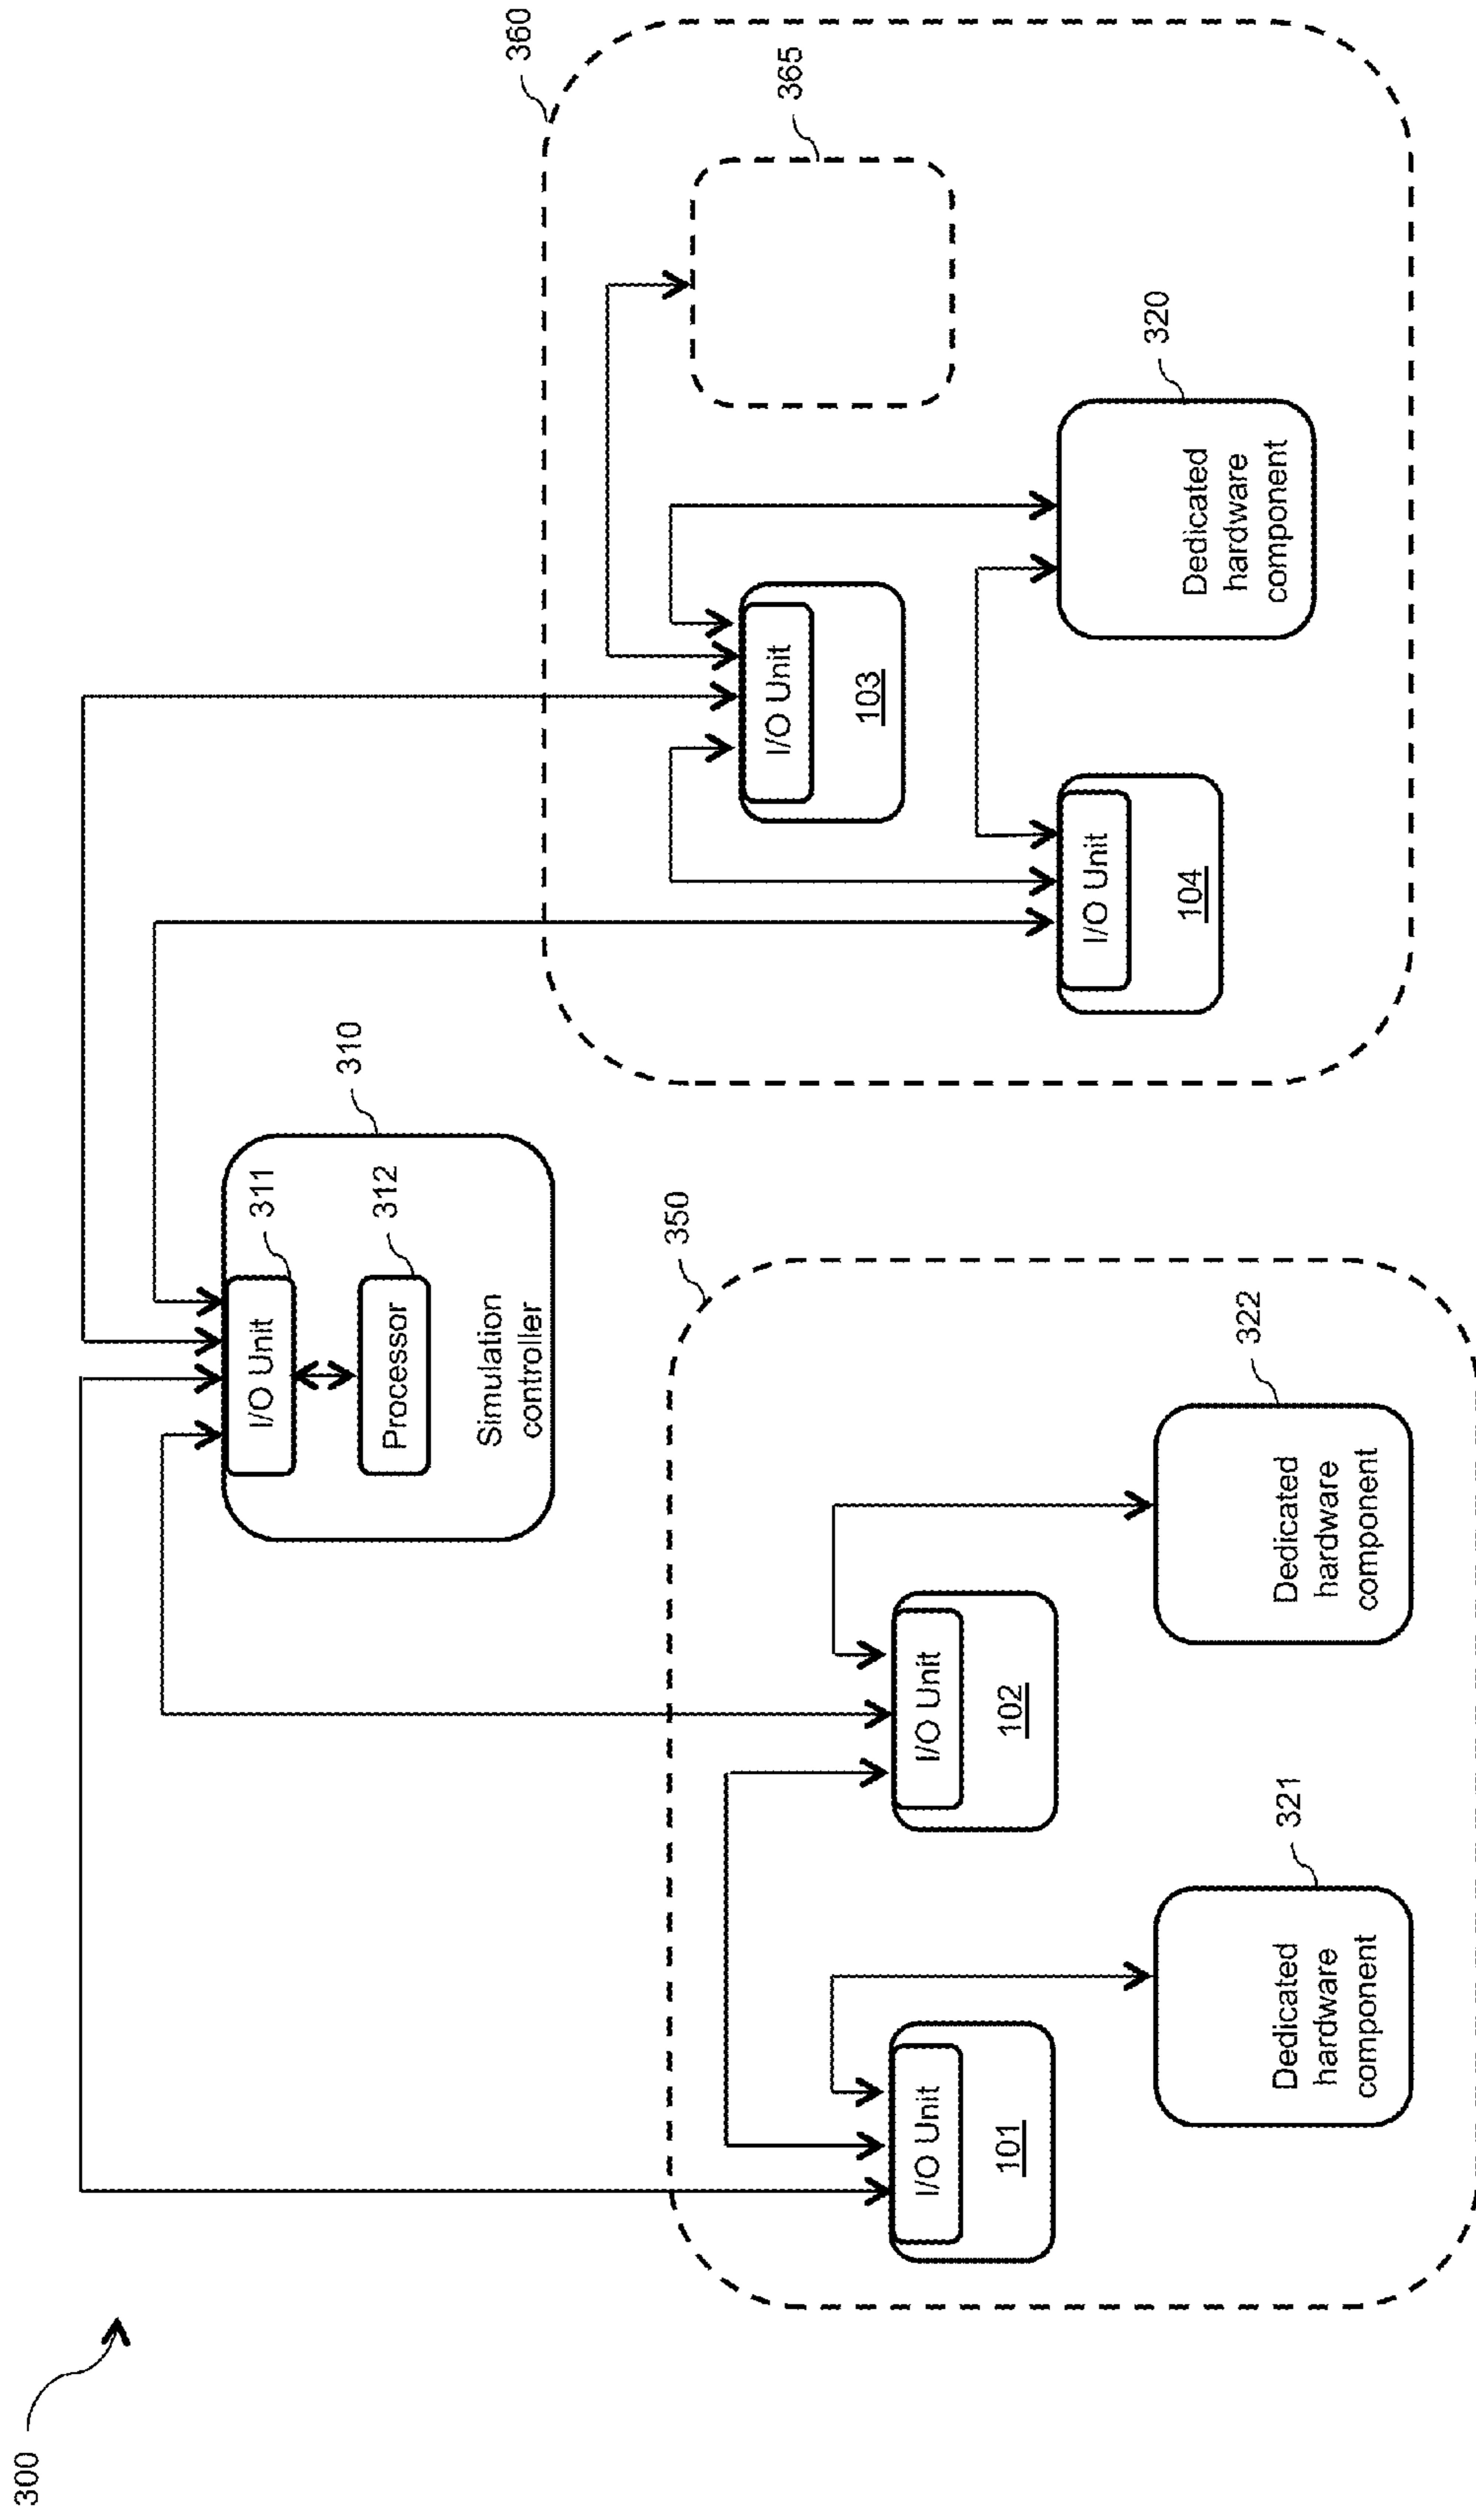 300
310
I/O Unit
311
Processor
312
Simulation
controller
350
I/O Unit
101
I/O Unit
102
Dedicated
hardware
component
321
Dedicated
hardware
component
322
360
365
I/O Unit
103
I/O Unit
104
Dedicated
hardware
component
320